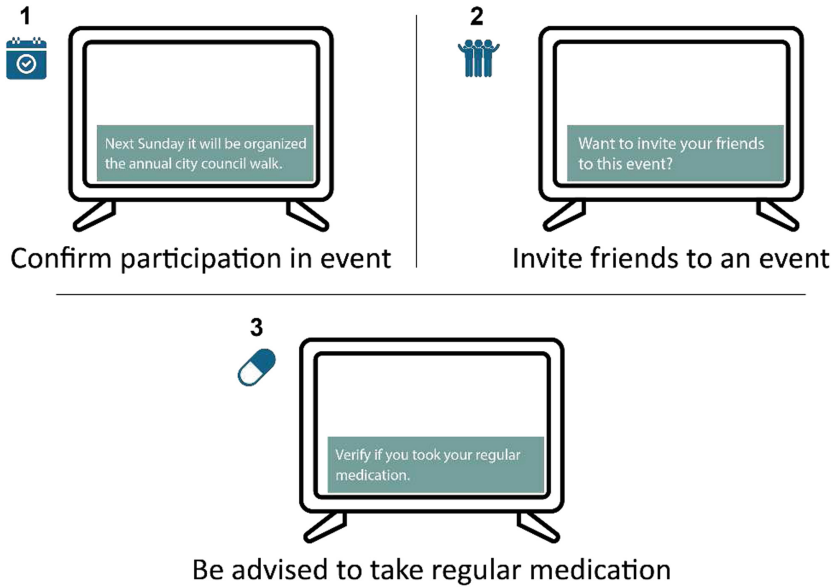 1
Next Sunday it will be organized
the annual city council walk.
Confirm participation in event
2
Want to invite your friends
to this event?
Invite friends to an event
3
Verify if you took your regular
medication.
Be advised to take regular medication